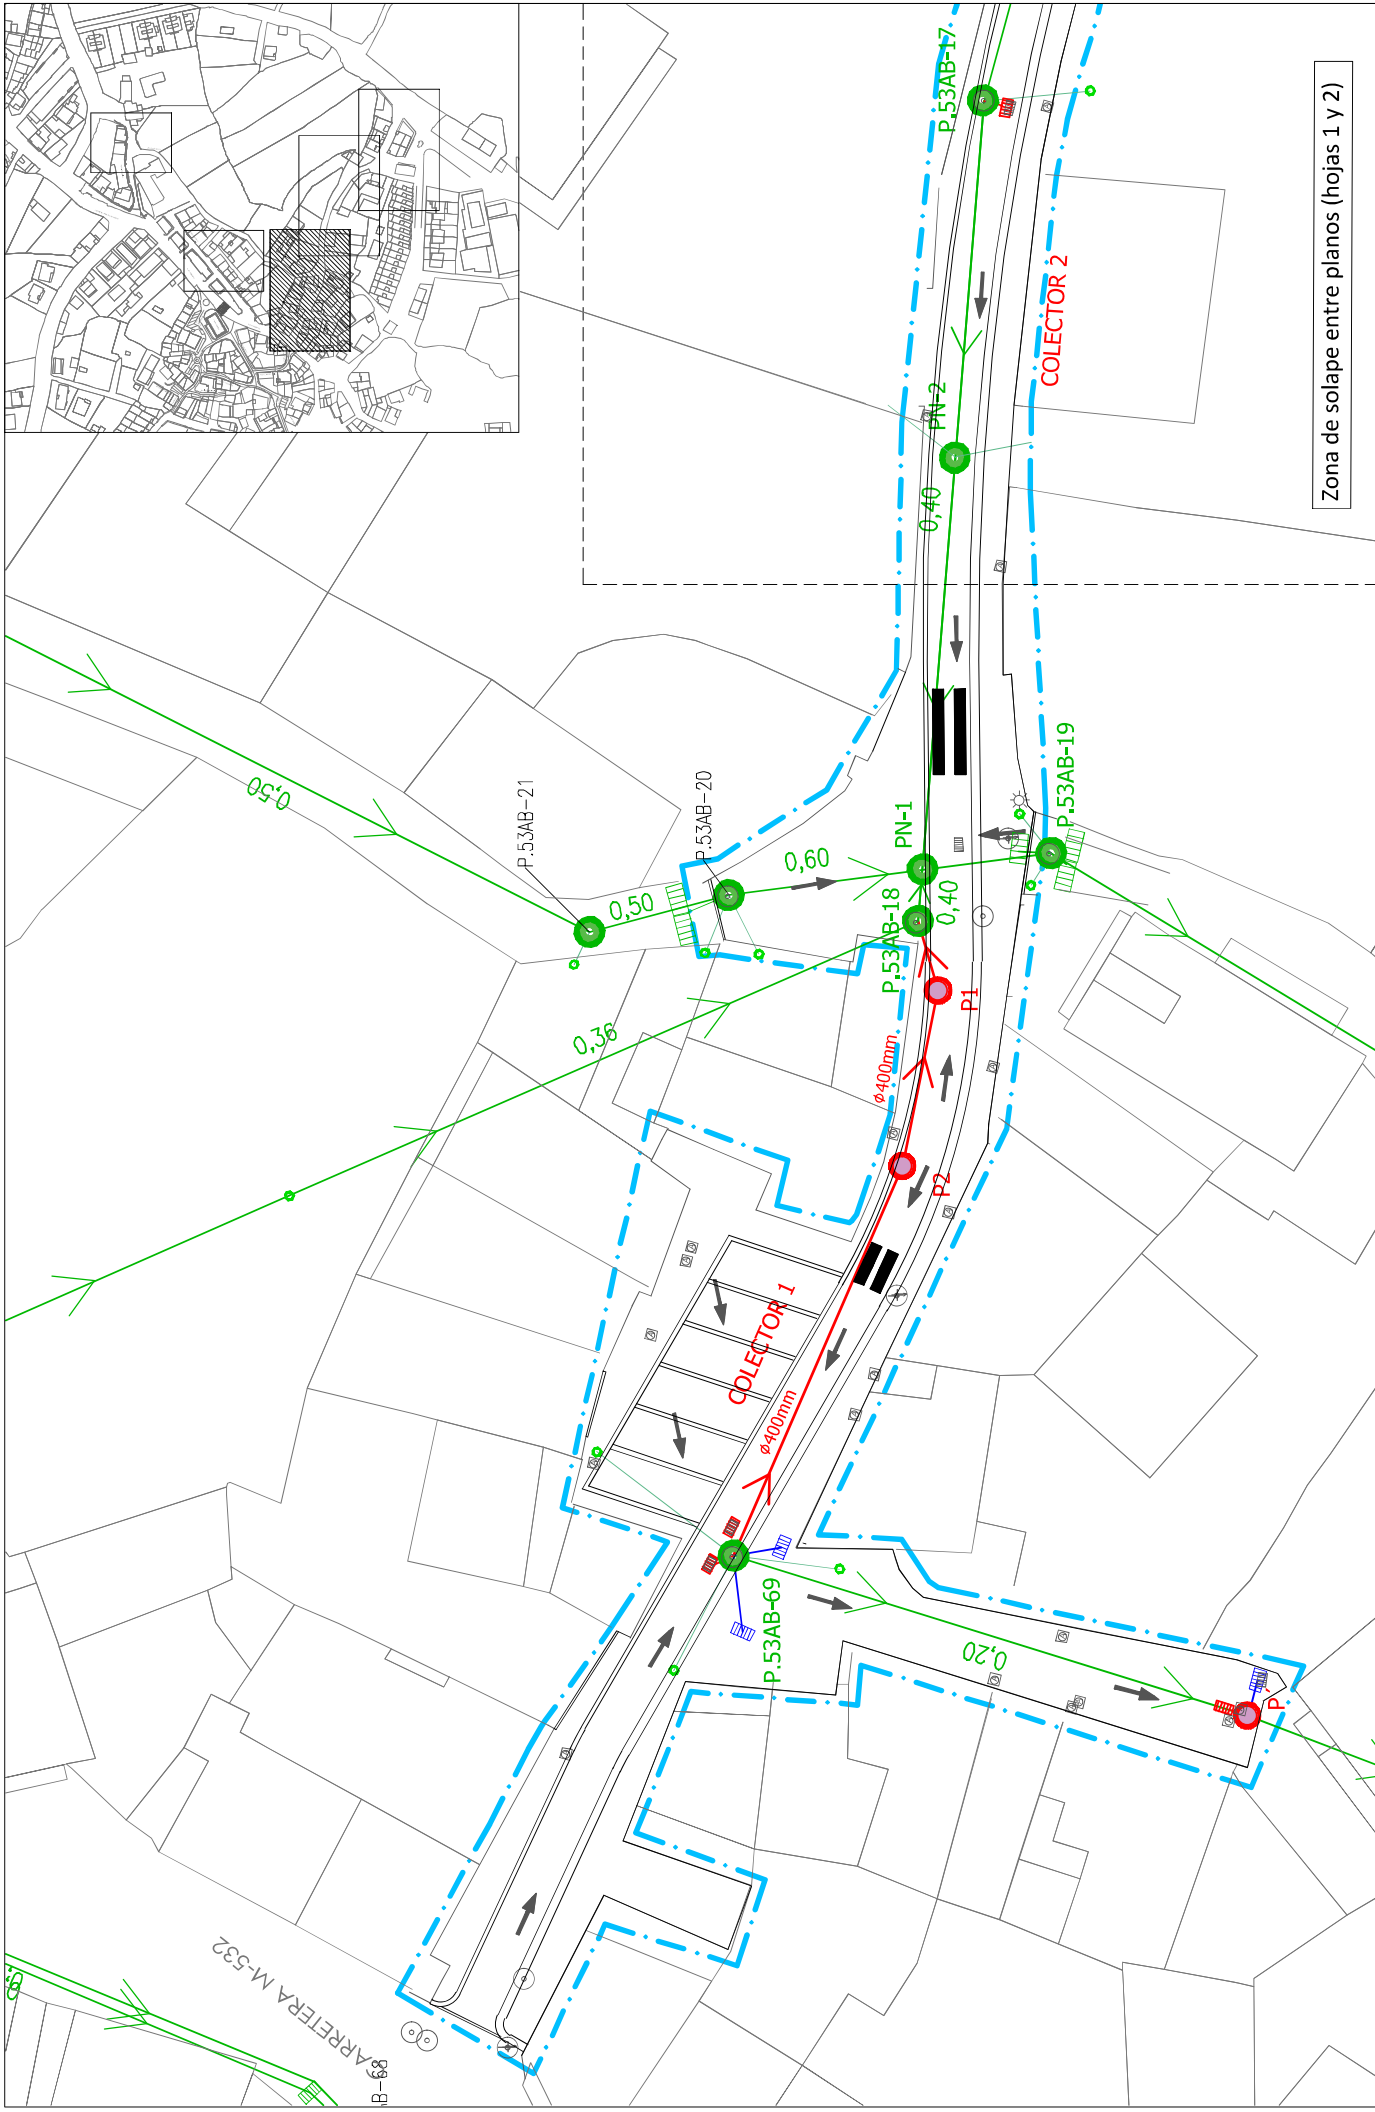 P.53AB-17
Zona de solape entre planos (hojas 1 y 2)
COLECTOR 2
PN-2
0,40
P.53AB-21
0,50
P.53AB-20
P.53AB-19
PN-1
0,60
0,50
0,40
P.53AB-18
P1
0,36
ϕ400mm
P2
COLECTOR 1
ϕ400mm
P.53AB-69
0,20
P´
CARRETERA M-532